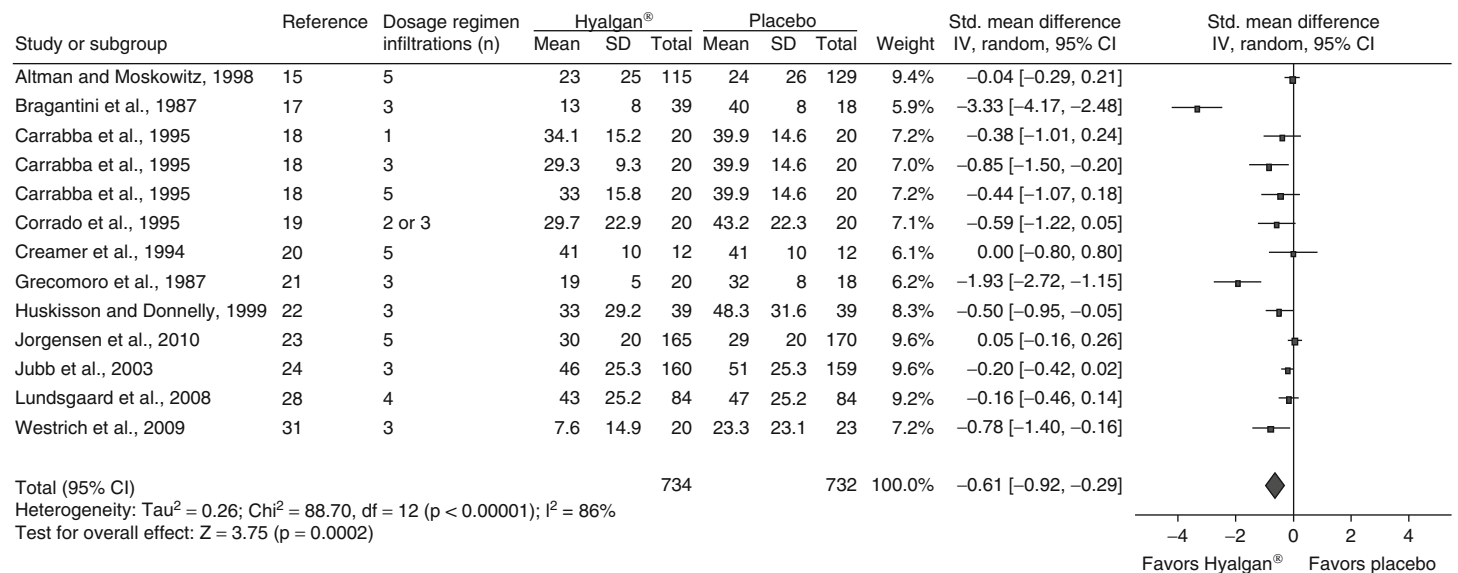 Reference Dosage regimen Hyalgan® Placebo Std. mean difference Std. mean difference
Study or subgroup infiltrations (n) Mean SD Total Mean SD Total Weight IV, random, 95% CI IV, random, 95% CI
Altman and Moskowitz, 1998 15 5 23 25 115 24 26 129 9.4% −0.04 [−0.29, 0.21]
Bragantini et al., 1987 17 3 13 8 39 40 8 18 5.9% −3.33 [−4.17, −2.48]
Carrabba et al., 1995 18 1 34.1 15.2 20 39.9 14.6 20 7.2% −0.38 [−1.01, 0.24]
Carrabba et al., 1995 18 3 29.3 9.3 20 39.9 14.6 20 7.0% −0.85 [−1.50, −0.20]
Carrabba et al., 1995 18 5 33 15.8 20 39.9 14.6 20 7.2% −0.44 [−1.07, 0.18]
Corrado et al., 1995 19 2 or 3 29.7 22.9 20 43.2 22.3 20 7.1% −0.59 [−1.22, 0.05]
Creamer et al., 1994 20 5 41 10 12 41 10 12 6.1% 0.00 [−0.80, 0.80]
Grecomoro et al., 1987 21 3 19 5 20 32 8 18 6.2% −1.93 [−2.72, −1.15]
Huskisson and Donnelly, 1999 22 3 33 29.2 39 48.3 31.6 39 8.3% −0.50 [−0.95, −0.05]
Jorgensen et al., 2010 23 5 30 20 165 29 20 170 9.6% 0.05 [−0.16, 0.26]
Jubb et al., 2003 24 3 46 25.3 160 51 25.3 159 9.6% −0.20 [−0.42, 0.02]
Lundsgaard et al., 2008 28 4 43 25.2 84 47 25.2 84 9.2% −0.16 [−0.46, 0.14]
Westrich et al., 2009 31 3 7.6 14.9 20 23.3 23.1 23 7.2% −0.78 [−1.40, −0.16]
Total (95% CI) 734 732 100.0% −0.61 [−0.92, −0.29]
Heterogeneity: Tau² = 0.26; Chi² = 88.70, df = 12 (p < 0.00001); I² = 86%
Test for overall effect: Z = 3.75 (p = 0.0002)
−4 −2 0 2 4
Favors Hyalgan® Favors placebo